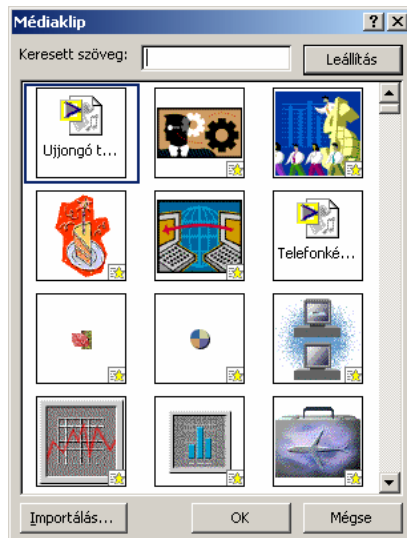 Médiaklip
Keresett szöveg:
Leállítás
Ujjongó t...
Telefonké...
Importálás...
OK
Mégse